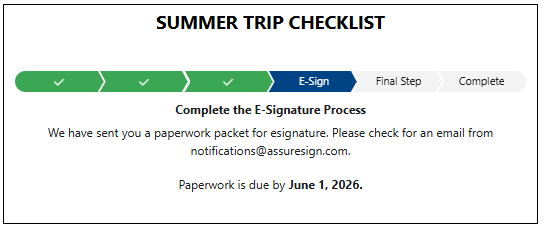 SUMMER TRIP CHECKLIST
E-Sign Final Step Complete
Complete the E-Signature Process
We have sent you a paperwork packet for esignature. Please check for an email from
notifications@assuresign.com.
Paperwork is due by June 1, 2026.